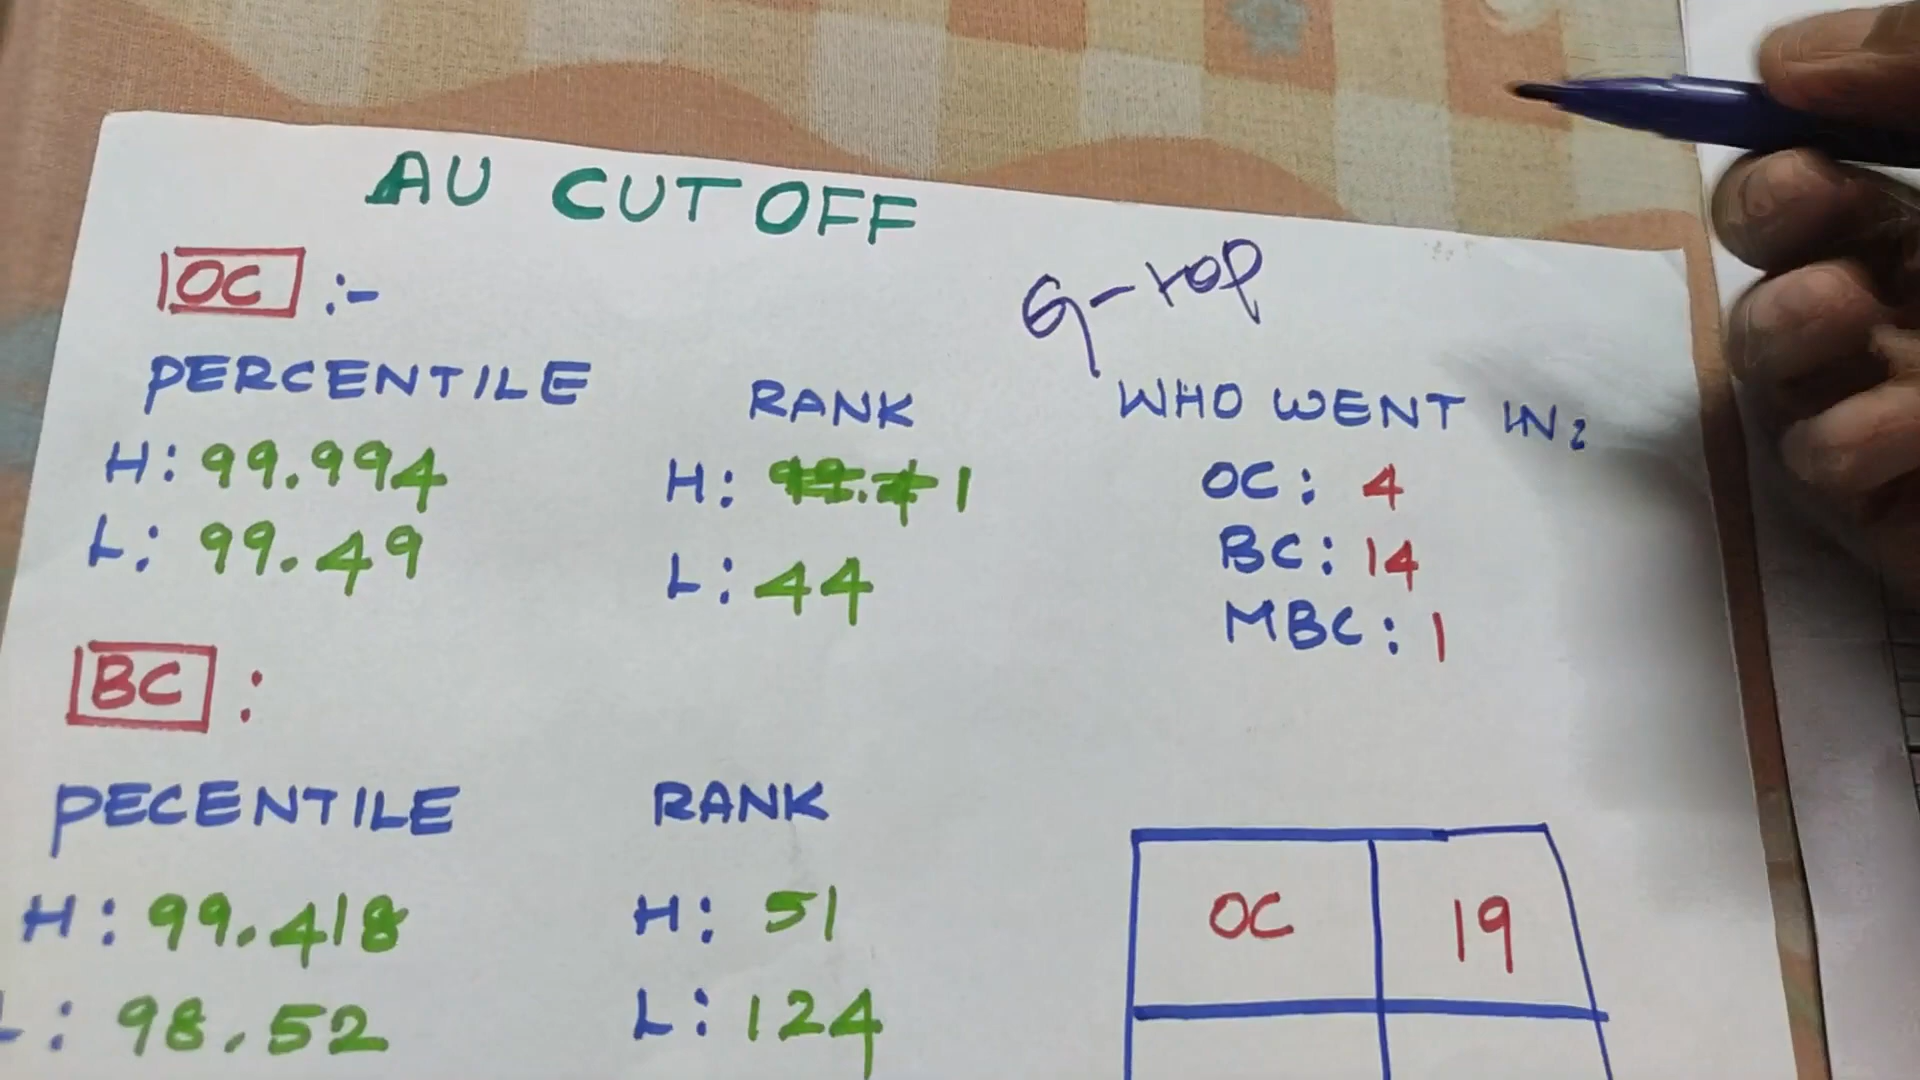 AU CUTOFF
OC :-
PERCENTILE
H: 99.994
L: 99.49
RANK
H: 1
L: 44
WHO WENT IN?
OC: 4
BC: 14
MBC: 1
BC :
PECENTILE
H: 99.418
L: 98.52
RANK
H: 51
L: 124
OC 19